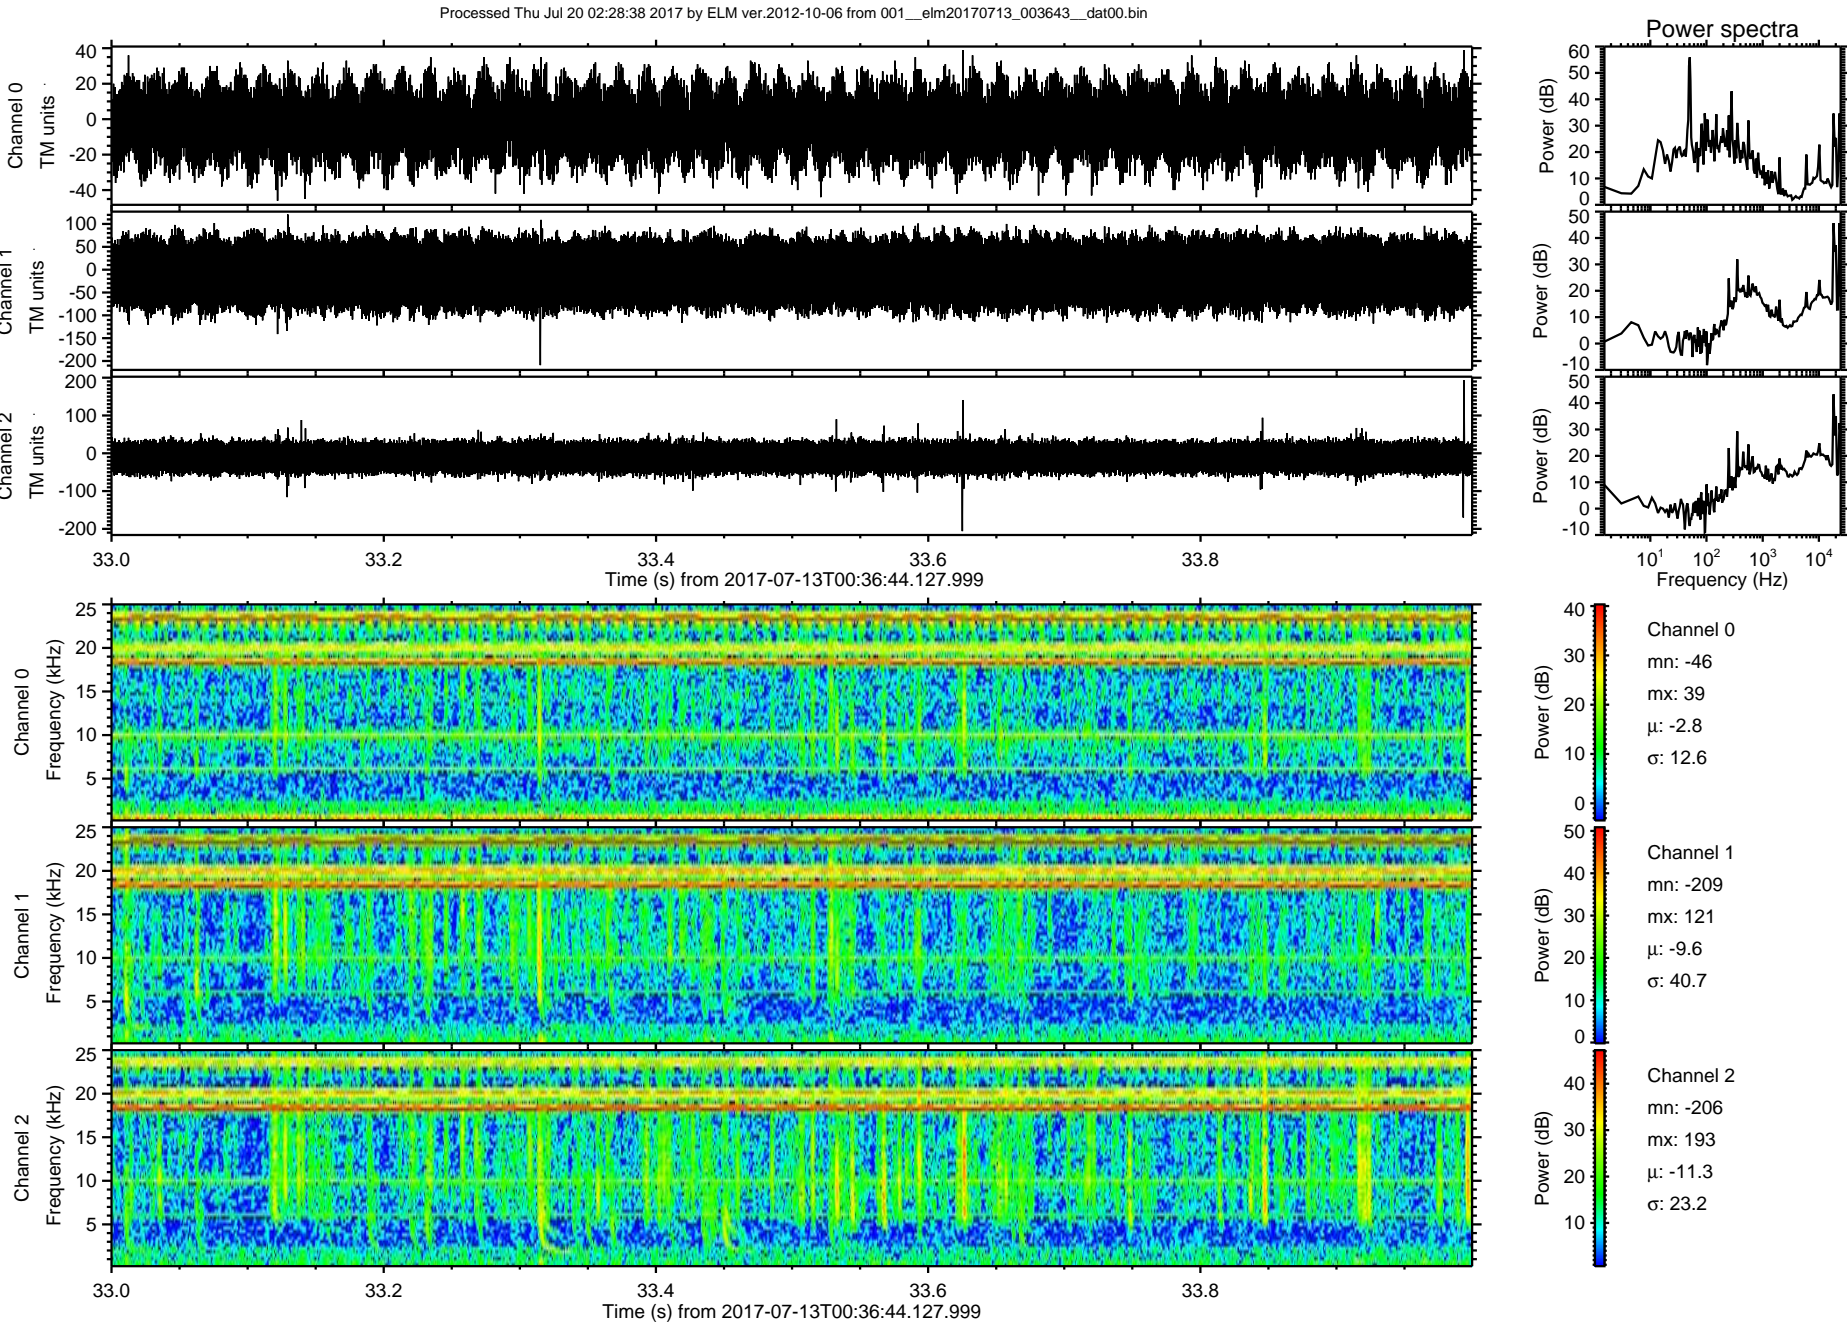 Processed Thu Jul 20 02:28:38 2017 by ELM ver.2012-10-06 from 001__elm20170713_003643__dat00.bin
Power spectra
Channel 0
TM units
40
20
0
-20
-40
Power (dB)
60
50
40
30
20
10
0
Channel 1
TM units
100
50
0
-50
-100
-150
-200
Power (dB)
50
40
30
20
10
0
-10
Channel 2
TM units
200
100
0
-100
-200
Power (dB)
50
40
30
20
10
0
-10
33.0 33.2 33.4 33.6 33.8
Time (s) from 2017-07-13T00:36:44.127.999
10^1 10^2 10^3 10^4
Frequency (Hz)
Channel 0
Frequency (kHz)
25
20
15
10
5
Power (dB)
40
30
20
10
0
Channel 0
mn: -46
mx: 39
μ: -2.8
σ: 12.6
Channel 1
Frequency (kHz)
25
20
15
10
5
Power (dB)
50
40
30
20
10
0
Channel 1
mn: -209
mx: 121
μ: -9.6
σ: 40.7
Channel 2
Frequency (kHz)
25
20
15
10
5
Power (dB)
40
30
20
10
Channel 2
mn: -206
mx: 193
μ: -11.3
σ: 23.2
33.0 33.2 33.4 33.6 33.8
Time (s) from 2017-07-13T00:36:44.127.999